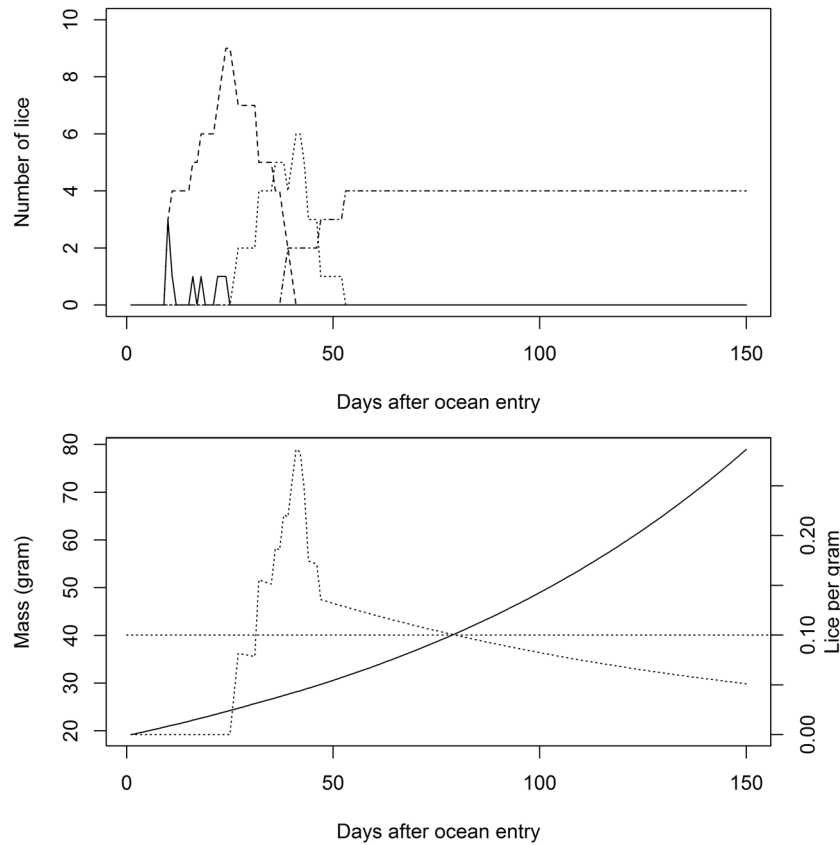 10
8
6
4
2
0
Number of lice
0 50 100 150
Days after ocean entry
80
70
60
50
40
30
20
Mass (gram)
0.20
0.10
0.00
Lice per gram
0 50 100 150
Days after ocean entry